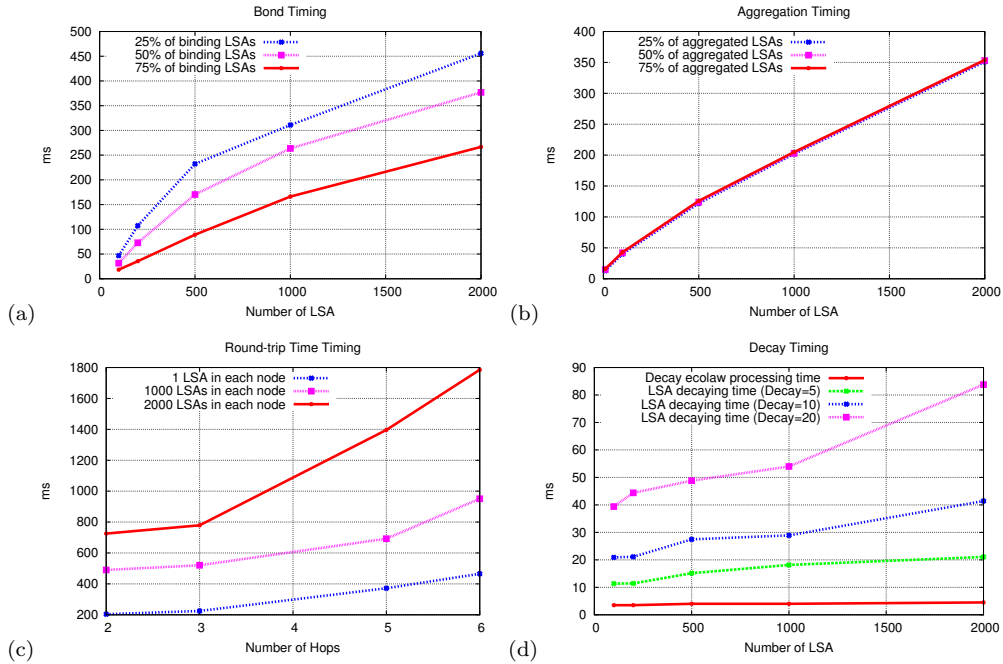 Bond Timing
500
450
400
350
300
250
200
150
100
50
0
ms
25% of binding LSAs
50% of binding LSAs
75% of binding LSAs
0 500 1000 1500 2000
Number of LSA
(a)
Aggregation Timing
400
350
300
250
200
150
100
50
0
ms
25% of aggregated LSAs
50% of aggregated LSAs
75% of aggregated LSAs
0 500 1000 1500 2000
Number of LSA
(b)
Round-trip Time Timing
1800
1600
1400
1200
1000
800
600
400
200
ms
1 LSA in each node
1000 LSAs in each node
2000 LSAs in each node
2 3 4 5 6
Number of Hops
(c)
Decay Timing
90
80
70
60
50
40
30
20
10
0
ms
Decay ecolaw processing time
LSA decaying time (Decay=5)
LSA decaying time (Decay=10)
LSA decaying time (Decay=20)
0 500 1000 1500 2000
Number of LSA
(d)